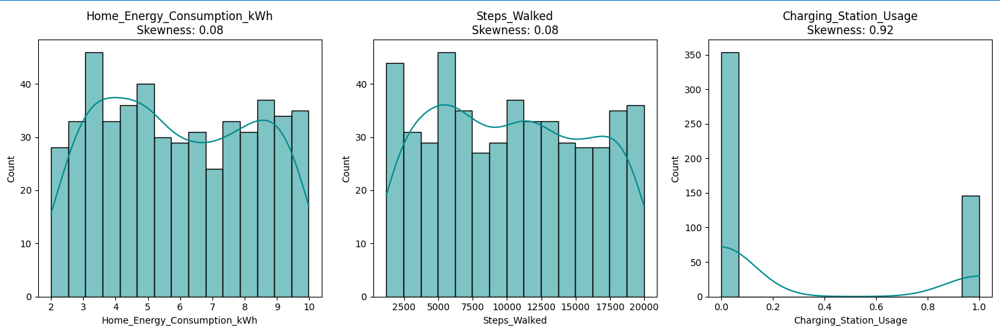 Home_Energy_Consumption_kWh
Skewness: 0.08
40
30
20
10
0
Count
2 3 4 5 6 7 8 9 10
Home_Energy_Consumption_kWh
Steps_Walked
Skewness: 0.08
40
30
20
10
0
Count
2500 5000 7500 10000 12500 15000 17500 20000
Steps_Walked
Charging_Station_Usage
Skewness: 0.92
350
300
250
200
150
100
50
0
Count
0.0 0.2 0.4 0.6 0.8 1.0
Charging_Station_Usage